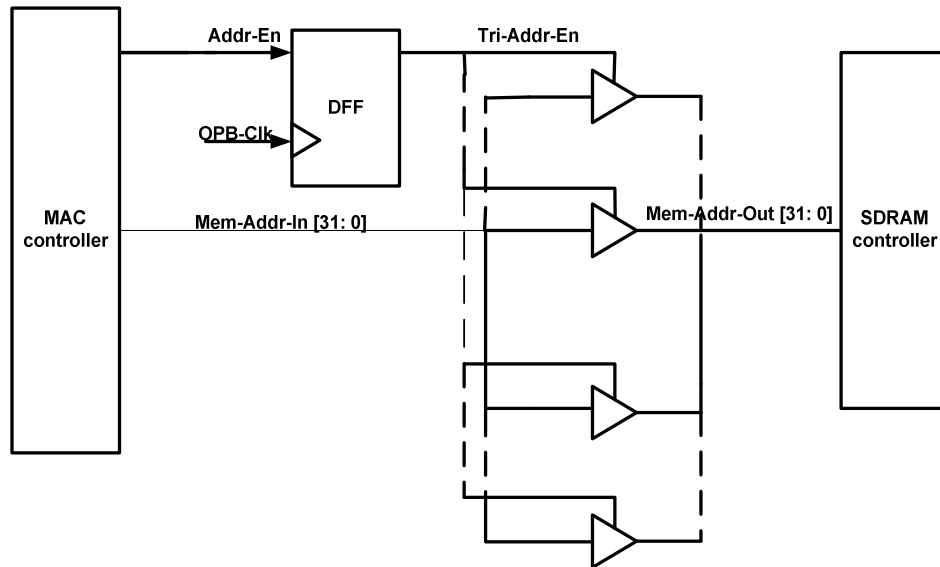 Addr-En
Tri-Addr-En
DFF
OPB-Clk
MAC
controller
Mem-Addr-In [31: 0]
Mem-Addr-Out [31: 0]
SDRAM
controller